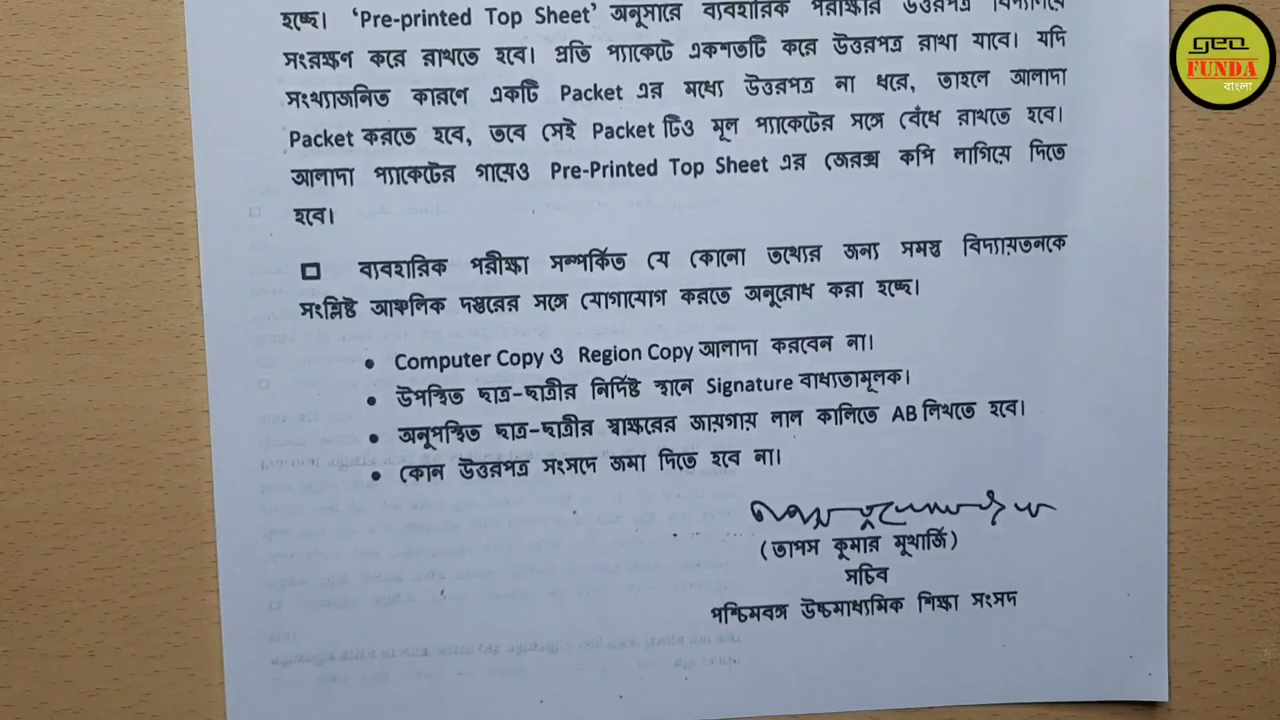 হচ্ছে। ‘Pre-printed Top Sheet’ অনুসারে ব্যবহারিক পরীক্ষার উত্তরপত্র বিদ্যালয়ে
সংরক্ষণ করে রাখতে হবে। প্রতি প্যাকেটে একশতটি করে উত্তরপত্র রাখা যাবে। যদি
সংখ্যাজনিত কারণে একটি Packet এর মধ্যে উত্তরপত্র না ধরে, তাহলে আলাদা
Packet করতে হবে, তবে সেই Packet টিও মূল প্যাকেটের সঙ্গে বেঁধে রাখতে হবে।
আলাদা প্যাকেটের গায়েও Pre-Printed Top Sheet এর জেরক্স কপি লাগিয়ে দিতে
হবে।
ব্যবহারিক পরীক্ষা সম্পর্কিত যে কোনো তথ্যের জন্য সমস্ত বিদ্যায়তনকে
সংশ্লিষ্ট আঞ্চলিক দপ্তরের সঙ্গে যোগাযোগ করতে অনুরোধ করা হচ্ছে।
• Computer Copy ও Region Copy আলাদা করবেন না।
• উপস্থিত ছাত্র-ছাত্রীর নির্দিষ্ট স্থানে Signature বাধ্যতামূলক।
• অনুপস্থিত ছাত্র-ছাত্রীর স্বাক্ষরের জায়গায় লাল কালিতে AB লিখতে হবে।
• কোন উত্তরপত্র সংসদে জমা দিতে হবে না।
(তাপস কুমার মুখার্জি)
সচিব
পশ্চিমবঙ্গ উচ্চমাধ্যমিক শিক্ষা সংসদ
geo
FUNDA
বাংলা